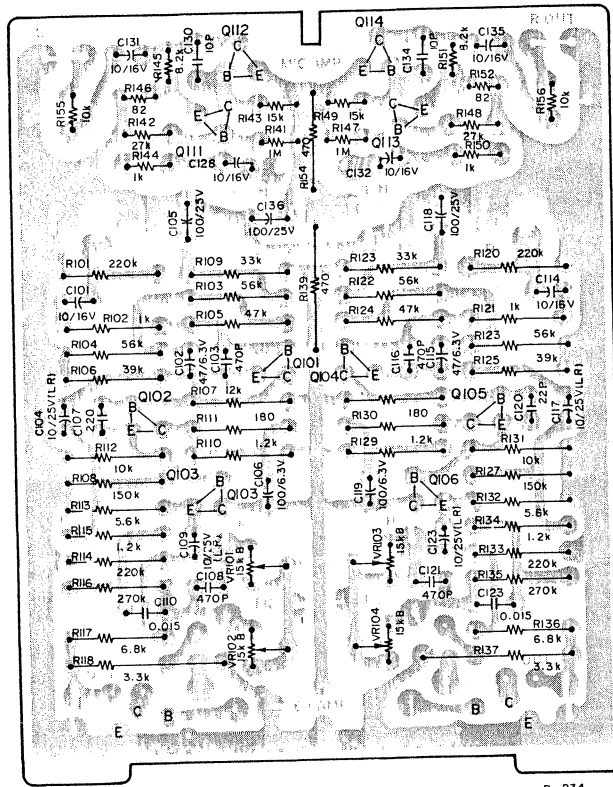 Q112
Q114
C131
10/16V
R145
8.2k
C130
10P
C134
10P
R151
8.2k
C135
10/16V
R OUT
MIC AMP
R155
10k
R146
82
R142
27k
R144
1k
Q111
R143
15k
R141
1M
C128
10/16V
R154
470
R149
15k
R147
1M
Q113
C132
10/16V
R152
82
R148
27k
R150
1k
R156
10k
C105
100/25V
C136
100/25V
C118
100/25V
R101
220k
R109
33k
R123
33k
R120
220k
C101
10/16V
R103
56k
R139
470
R122
56k
C114
10/16V
R102
1k
R105
47k
R124
47k
R121
1k
R104
56k
R123
56k
R106
39k
C102
47/6.3V
C103
470P
Q101
Q104
C116
470P
C115
47/6.3V
R125
39k
C104
10/25V(LR)
C107
220
Q102
R107
12k
Q105
C120
22P
C117
10/25V(LR)
R111
180
R130
180
R112
10k
R110
1.2k
R129
1.2k
R131
10k
R108
150k
Q103
Q103
C106
100/6.3V
C119
100/6.3V
Q106
R127
150k
R113
5.6k
R132
5.6k
R115
1.2k
C109
10/25V
(L.R)
VR101
15k B
VR103
15k B
C123
10/25V(LR)
R134
1.2k
R114
220k
R133
220k
R116
270k
C108
470P
C121
470P
R135
270k
C110
0.015
C123
0.015
R117
6.8k
VR102
15k B
VR104
15k B
R136
6.8k
R118
3.3k
R137
3.3k
E C B
B C E